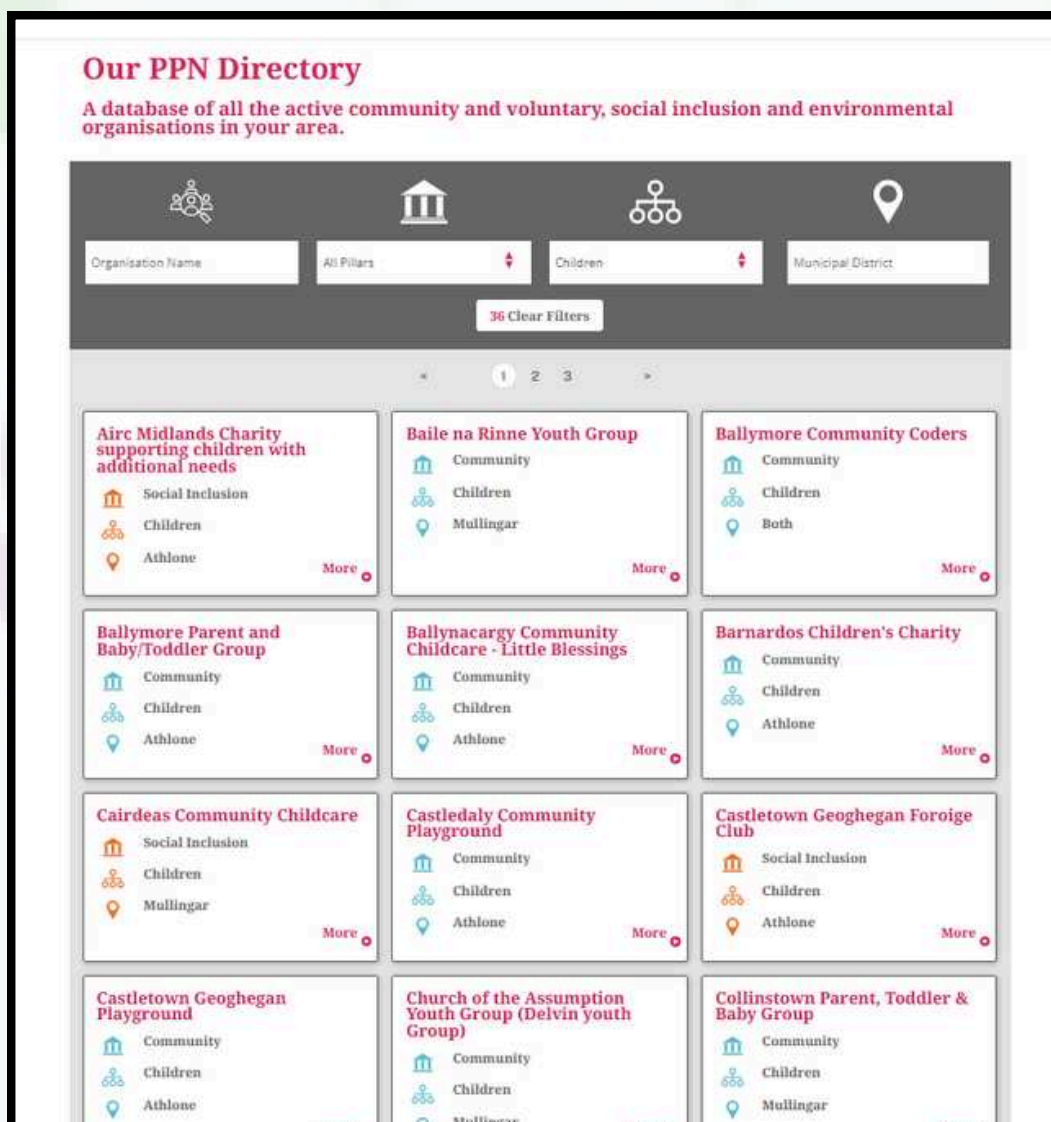 Our PPN Directory
A database of all the active community and voluntary, social inclusion and environmental
organisations in your area.
Organisation Name
All Pillars
Children
Municipal District
36 Clear Filters
« 1 2 3 »
Airc Midlands Charity
supporting children with
additional needs
Social Inclusion
Children
Athlone
More
Baile na Rinne Youth Group
Community
Children
Mullingar
More
Ballymore Community Coders
Community
Children
Both
More
Ballymore Parent and
Baby/Toddler Group
Community
Children
Athlone
More
Ballynacargy Community
Childcare - Little Blessings
Community
Children
Athlone
More
Barnardos Children's Charity
Community
Children
Athlone
More
Cairdeas Community Childcare
Social Inclusion
Children
Mullingar
More
Castledaly Community
Playground
Community
Children
Athlone
More
Castletown Geoghegan Foroige
Club
Social Inclusion
Children
Athlone
More
Castletown Geoghegan
Playground
Community
Children
Athlone
Church of the Assumption
Youth Group (Delvin youth
Group)
Community
Children
Mullingar
Collinstown Parent, Toddler &
Baby Group
Community
Children
Mullingar